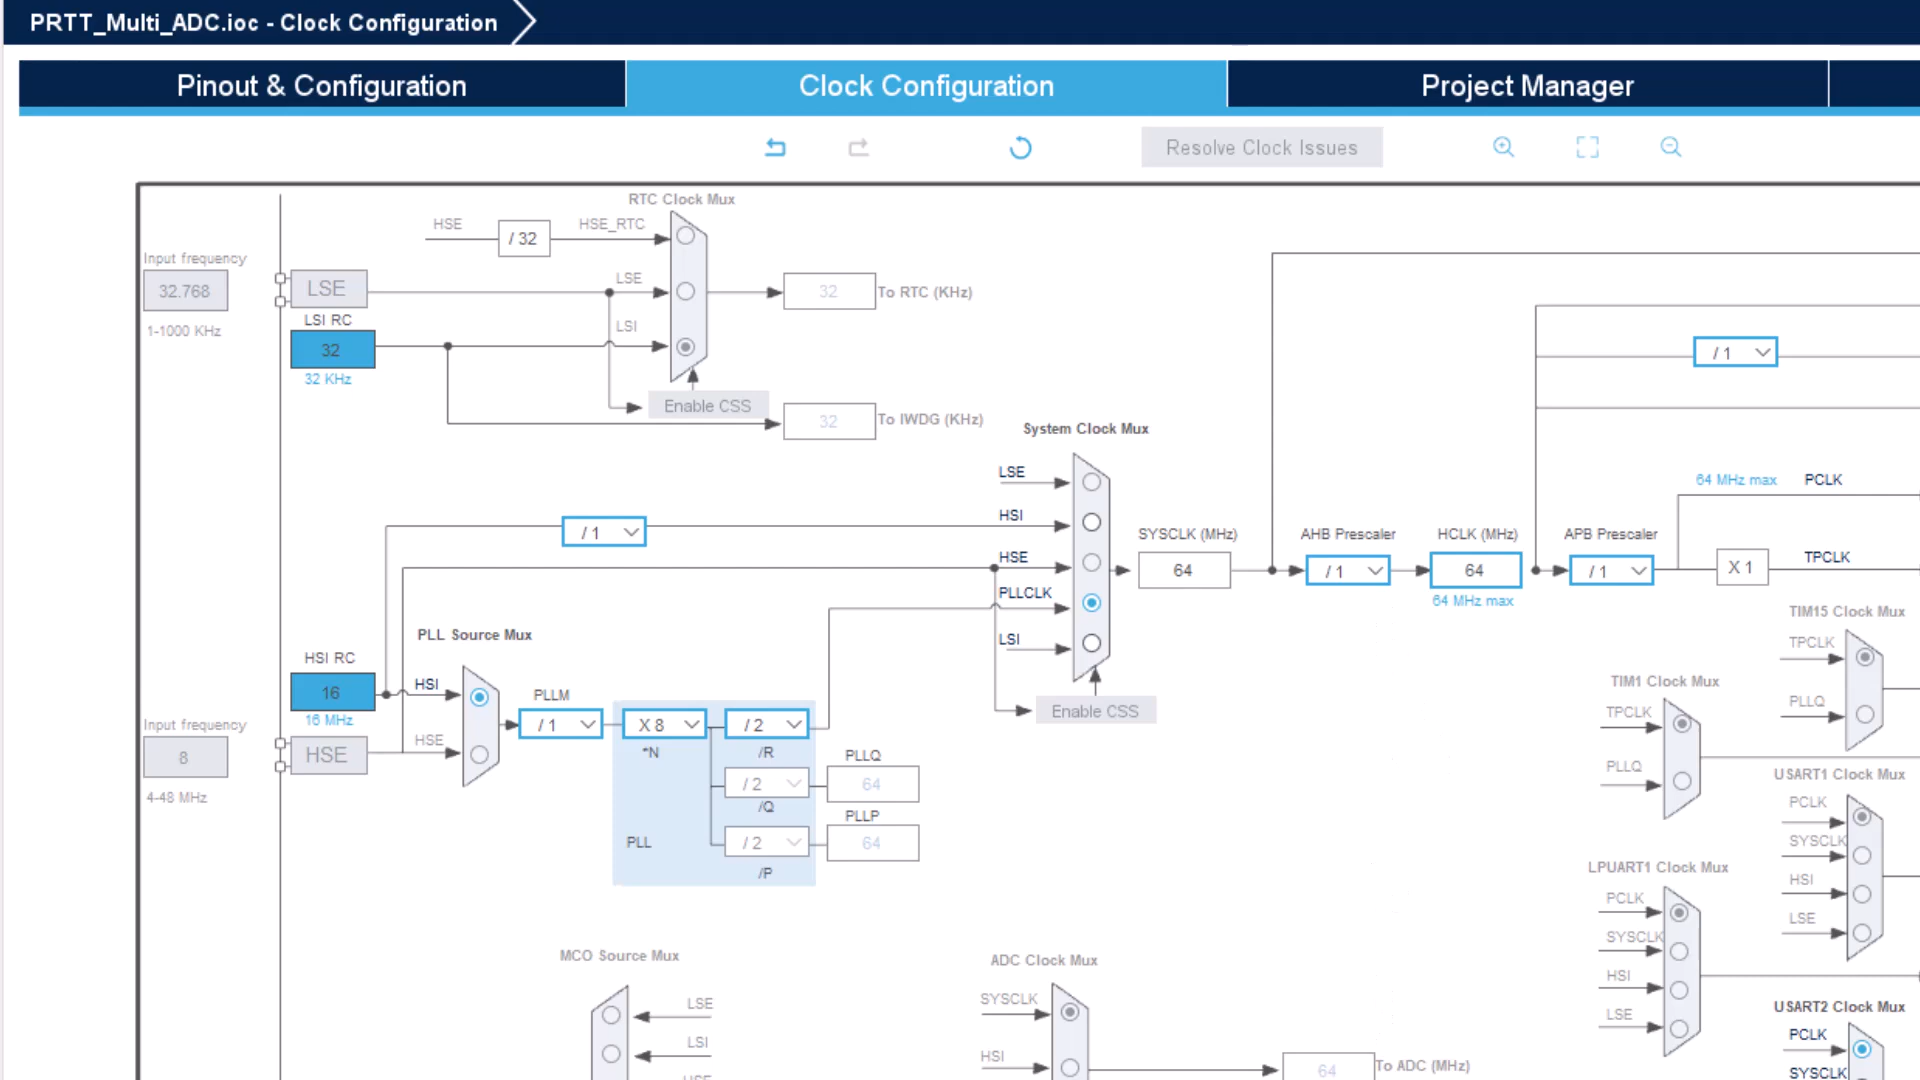 PRTT_Multi_ADC.ioc - Clock Configuration
Pinout & Configuration
Clock Configuration
Project Manager
Resolve Clock Issues
RTC Clock Mux
HSE
/ 32
HSE_RTC
Input frequency
32.768
1-1000 KHz
LSE
LSE
LSI RC
32
32 KHz
LSI
32
To RTC (KHz)
Enable CSS
32
To IWDG (KHz)
/ 1
System Clock Mux
LSE
HSI
HSE
PLLCLK
LSI
Enable CSS
/ 1
SYSCLK (MHz)
64
AHB Prescaler
/ 1
HCLK (MHz)
64
64 MHz max
APB Prescaler
/ 1
64 MHz max
PCLK
X 1
TPCLK
PLL Source Mux
HSI RC
16
16 MHz
HSI
Input frequency
8
4-48 MHz
HSE
HSE
PLLM
/ 1
X 8
*N
/ 2
/R
/ 2
/Q
/ 2
/P
PLL
PLLQ
64
PLLP
64
TIM15 Clock Mux
TPCLK
PLLQ
TIM1 Clock Mux
TPCLK
PLLQ
USART1 Clock Mux
PCLK
SYSCLK
HSI
LSE
LPUART1 Clock Mux
PCLK
SYSCLK
HSI
LSE
USART2 Clock Mux
PCLK
SYSCLK
MCO Source Mux
LSE
LSI
HSE
ADC Clock Mux
SYSCLK
HSI
64
To ADC (MHz)